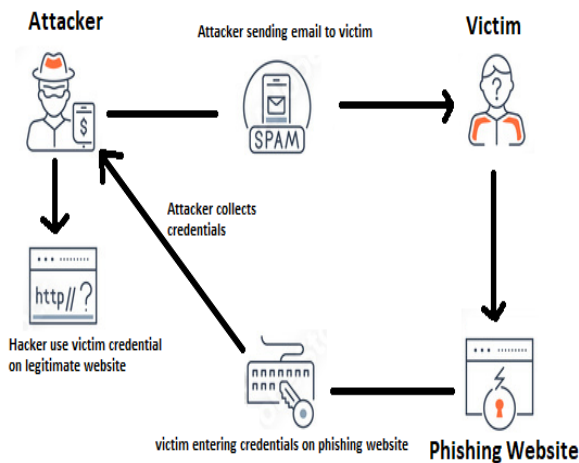 Attacker
Attacker sending email to victim
Victim
$
SPAM
?
Attacker collects
credentials
http//?
Hacker use victim credential
on legitimate website
victim entering credentials on phishing website
Phishing Website